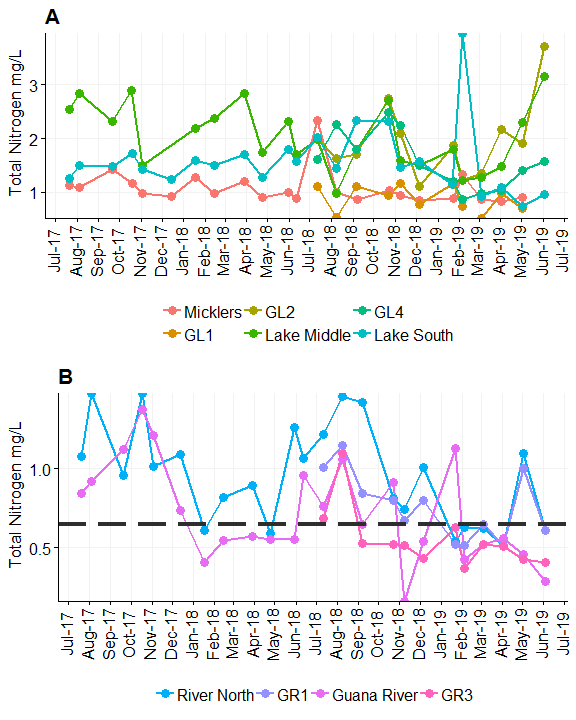 A
Total Nitrogen mg/L
3
2
1
Jul-17 Aug-17 Sep-17 Oct-17 Nov-17 Dec-17 Jan-18 Feb-18 Mar-18 Apr-18 May-18 Jun-18 Jul-18 Aug-18 Sep-18 Oct-18 Nov-18 Dec-18 Jan-19 Feb-19 Mar-19 Apr-19 May-19 Jun-19 Jul-19
Micklers GL2 GL4
GL1 Lake Middle Lake South
B
Total Nitrogen mg/L
1.0
0.5
Jul-17 Aug-17 Sep-17 Oct-17 Nov-17 Dec-17 Jan-18 Feb-18 Mar-18 Apr-18 May-18 Jun-18 Jul-18 Aug-18 Sep-18 Oct-18 Nov-18 Dec-18 Jan-19 Feb-19 Mar-19 Apr-19 May-19 Jun-19 Jul-19
River North GR1 Guana River GR3